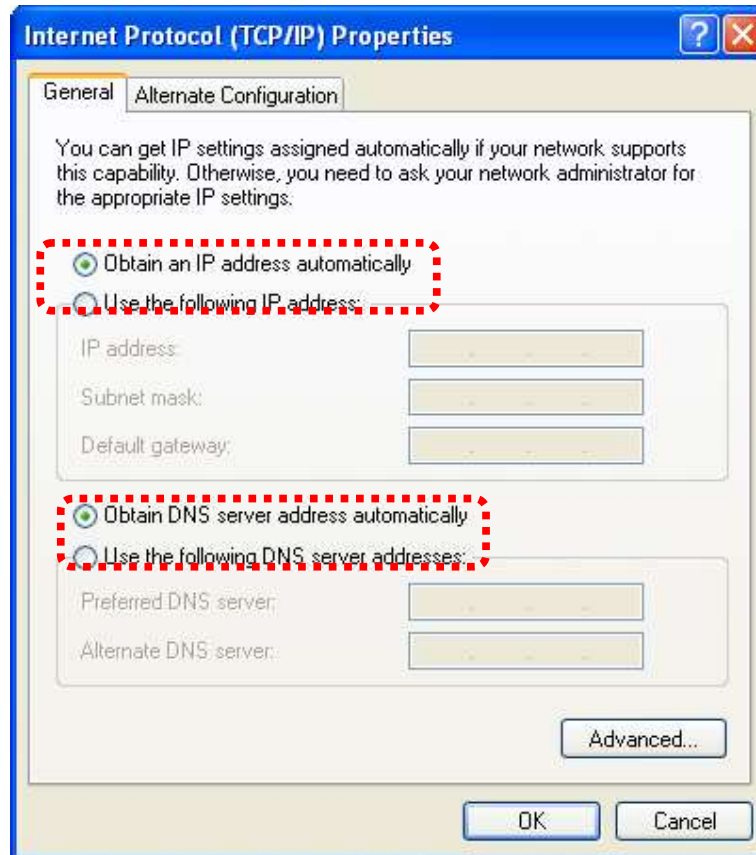 Internet Protocol (TCP/IP) Properties
General
Alternate Configuration
You can get IP settings assigned automatically if your network supports
this capability. Otherwise, you need to ask your network administrator for
the appropriate IP settings.
Obtain an IP address automatically
Use the following IP address:
IP address:
Subnet mask:
Default gateway:
Obtain DNS server address automatically
Use the following DNS server addresses:
Preferred DNS server:
Alternate DNS server:
Advanced...
OK
Cancel